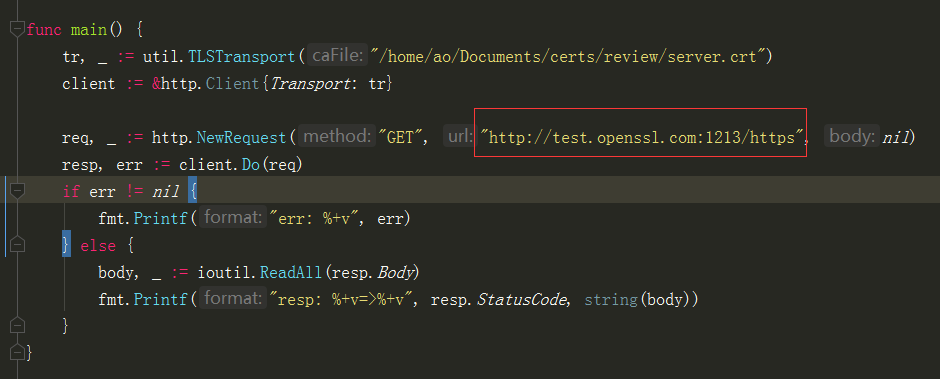 func main() {
tr, _ := util.TLSTransport( caFile: "/home/ao/Documents/certs/review/server.crt")
client := &http.Client{Transport: tr}
req, _ := http.NewRequest( method: "GET", url: "http://test.openssl.com:1213/https", body: nil)
resp, err := client.Do(req)
if err != nil {
fmt.Printf( format: "err: %+v", err)
} else {
body, _ := ioutil.ReadAll(resp.Body)
fmt.Printf( format: "resp: %+v=>%+v", resp.StatusCode, string(body))
}
}